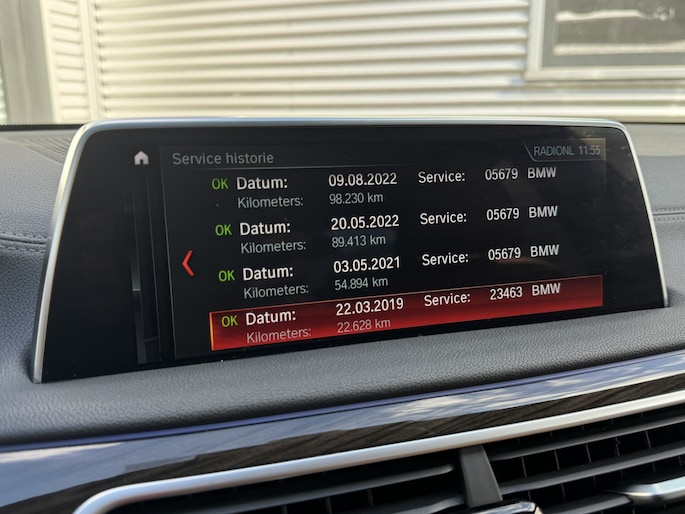 Service historie RADIONL 11:55
OK Datum: 09.08.2022 Service: 05679 BMW
Kilometers: 98.230 km
OK Datum: 20.05.2022 Service: 05679 BMW
Kilometers: 89.413 km
OK Datum: 03.05.2021 Service: 05679 BMW
Kilometers: 54.894 km
OK Datum: 22.03.2019 Service: 23463 BMW
Kilometers: 22.628 km